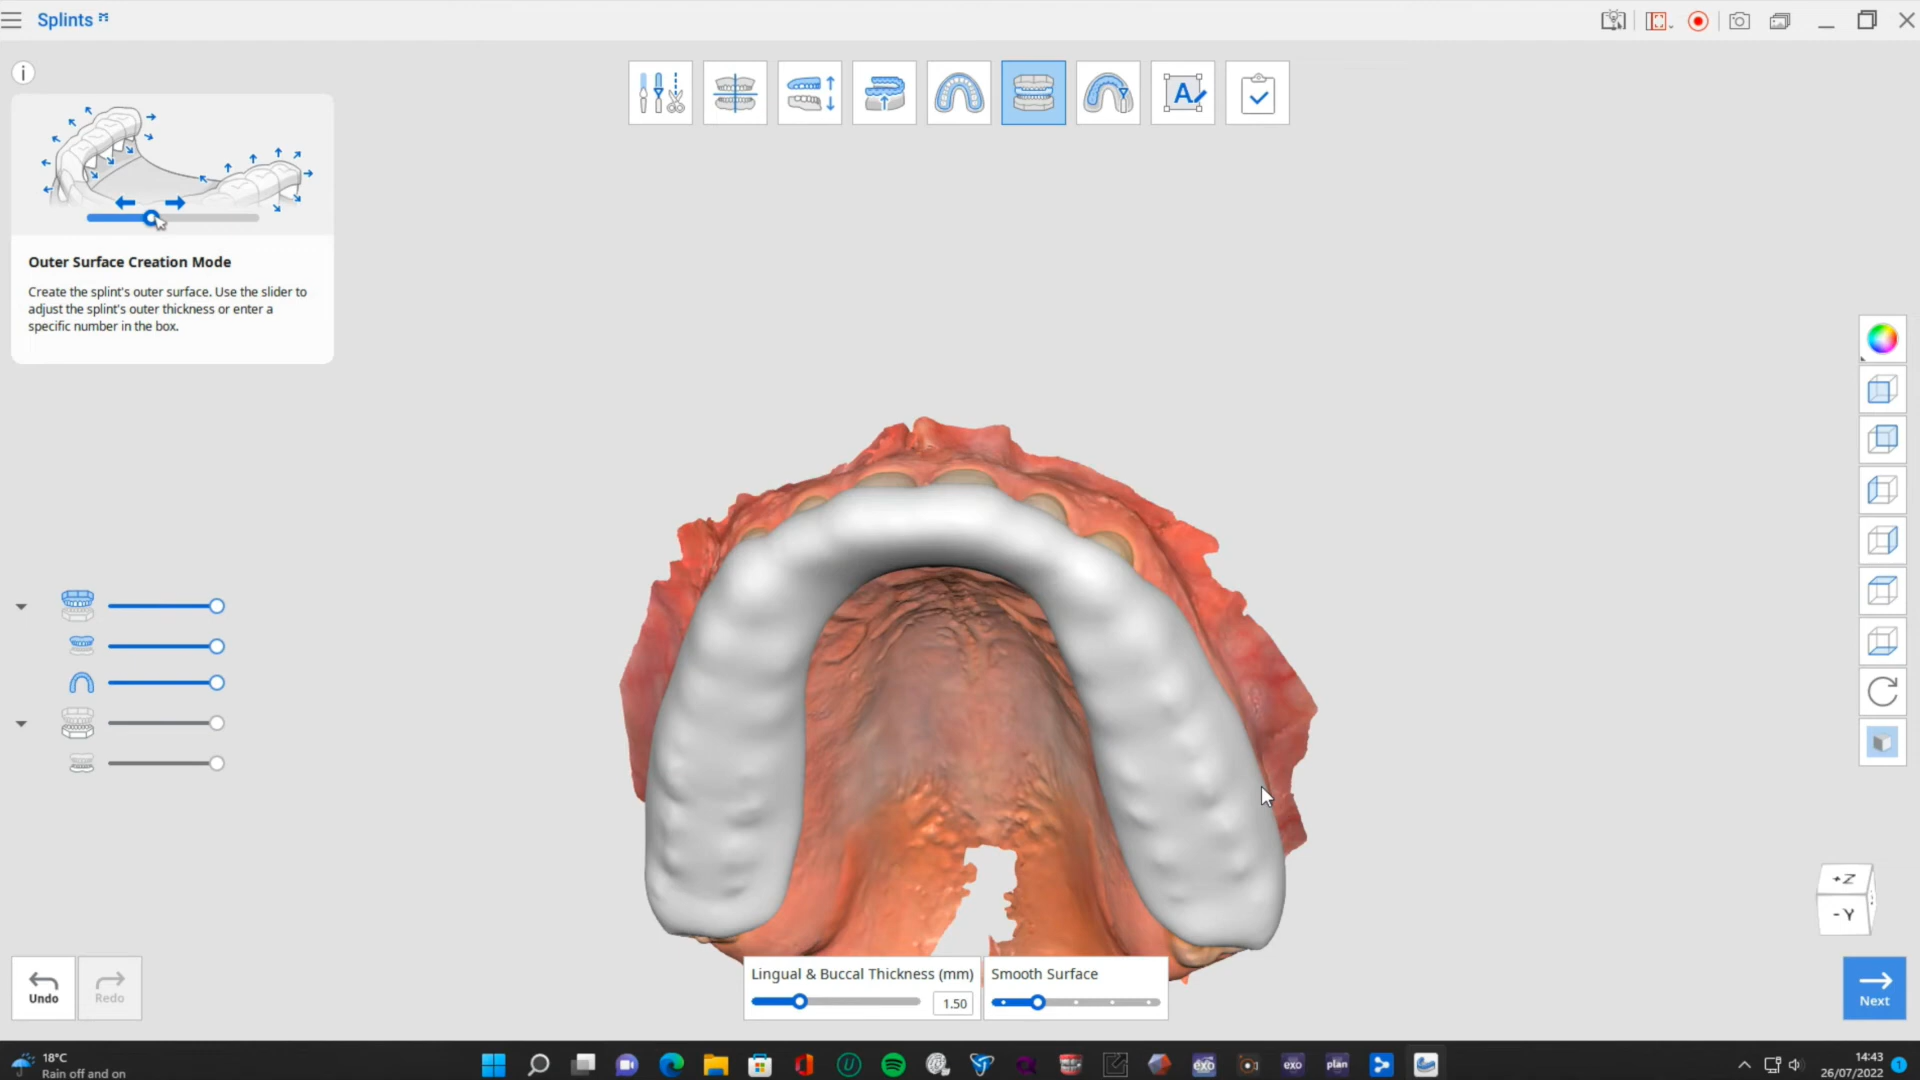 Splints
i
A
Outer Surface Creation Mode
Create the splint's outer surface. Use the slider to
adjust the splint's outer thickness or enter a
specific number in the box.
+Z
-Y
Undo
Redo
Lingual & Buccal Thickness (mm)
1.50
Smooth Surface
Next
18°C
Rain off and on
exo
exo
plan
14:43
26/07/2022
1